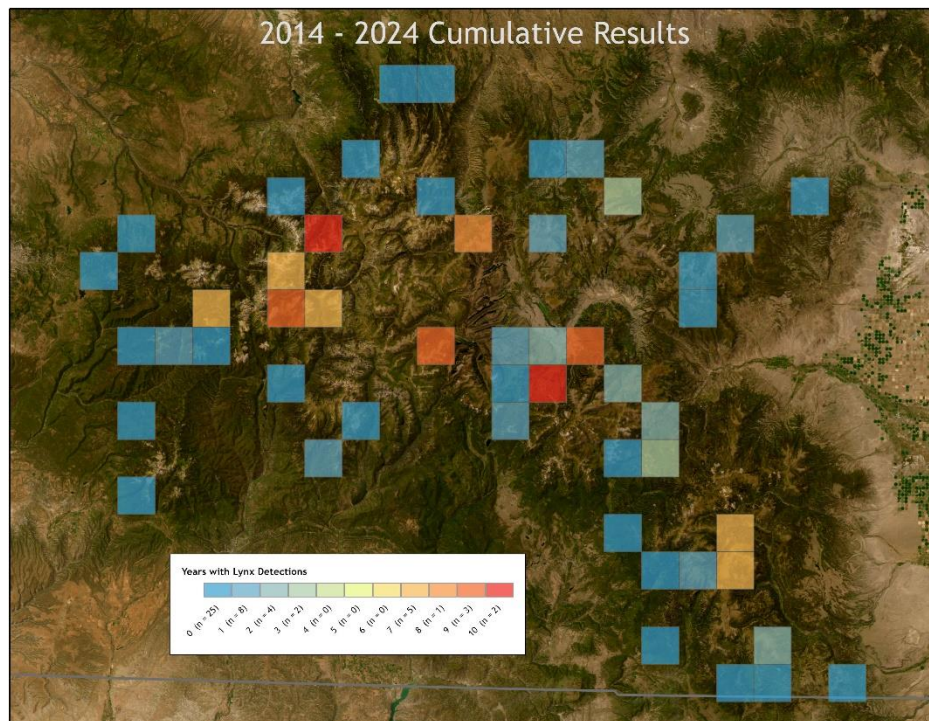 2014 - 2024 Cumulative Results
Years with Lynx Detections
0 (n = 25)
1 (n = 8)
2 (n = 4)
3 (n = 2)
4 (n = 0)
5 (n = 0)
6 (n = 0)
7 (n = 5)
8 (n = 1)
9 (n = 3)
10 (n = 2)